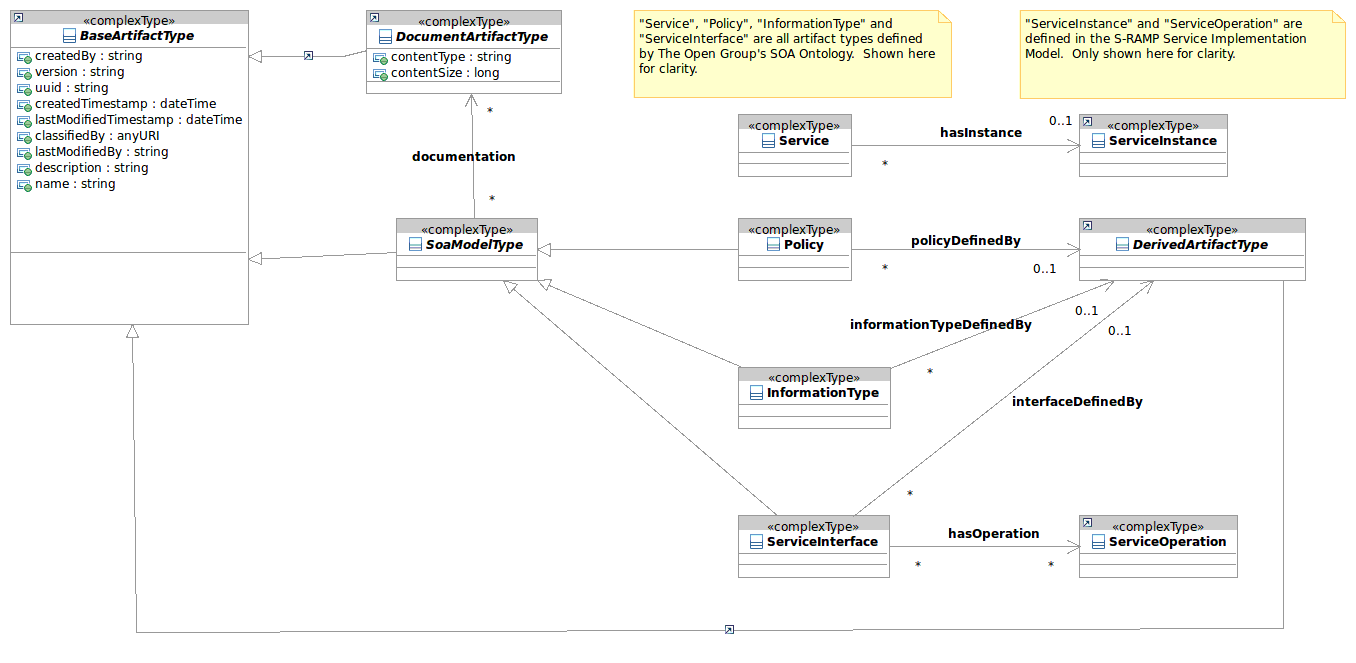 «complexType»
BaseArtifactType
createdBy : string
version : string
uuid : string
createdTimestamp : dateTime
lastModifiedTimestamp : dateTime
classifiedBy : anyURI
lastModifiedBy : string
description : string
name : string
«complexType»
DocumentArtifactType
contentType : string
contentSize : long
"Service", "Policy", "InformationType" and
"ServiceInterface" are all artifact types defined
by The Open Group's SOA Ontology.  Shown here
for clarity.
"ServiceInstance" and "ServiceOperation" are
defined in the S-RAMP Service Implementation
Model.  Only shown here for clarity.
*
documentation
*
«complexType»
Service
hasInstance
0..1
*
«complexType»
ServiceInstance
«complexType»
SoaModelType
«complexType»
Policy
policyDefinedBy
*
0..1
«complexType»
DerivedArtifactType
informationTypeDefinedBy
0..1
*
0..1
«complexType»
InformationType
interfaceDefinedBy
*
«complexType»
ServiceInterface
hasOperation
*
*
«complexType»
ServiceOperation